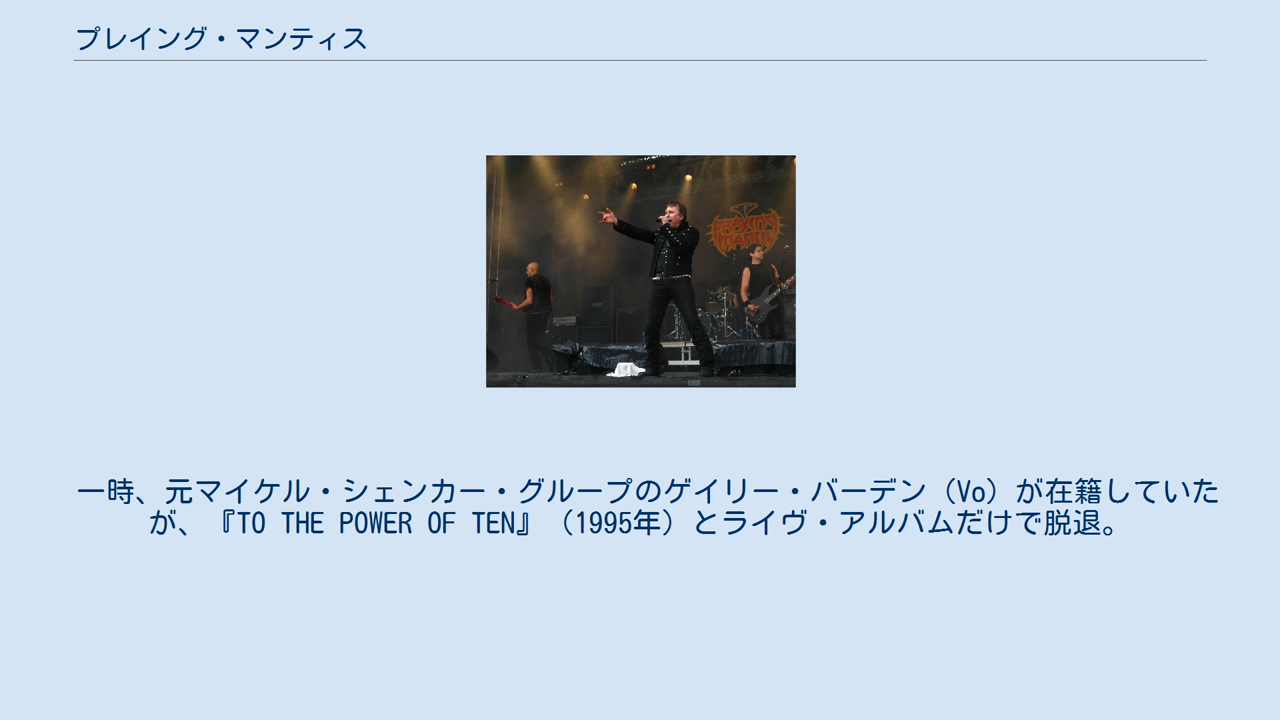 プレイング・マンティス
PRAYING
MANTIS
一時、元マイケル・シェンカー・グループのゲイリー・バーデン（Vo）が在籍していた
が、『TO THE POWER OF TEN』（1995年）とライヴ・アルバムだけで脱退。